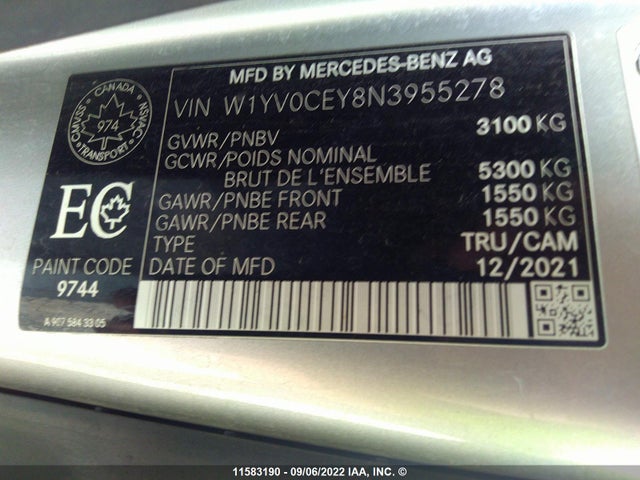 MFD BY MERCEDES-BENZ AG
CANADA
CMVSS
NSVAC
974
TRANSPORT
VIN W1YV0CEY8N3955278
GVWR/PNBV 3100 KG
GCWR/POIDS NOMINAL
BRUT DE L'ENSEMBLE 5300 KG
GAWR/PNBE FRONT 1550 KG
GAWR/PNBE REAR 1550 KG
TYPE TRU/CAM
DATE OF MFD 12/2021
EC
PAINT CODE
9744
A 907 584 33 05
11583190 - 09/06/2022 IAA, INC. ©